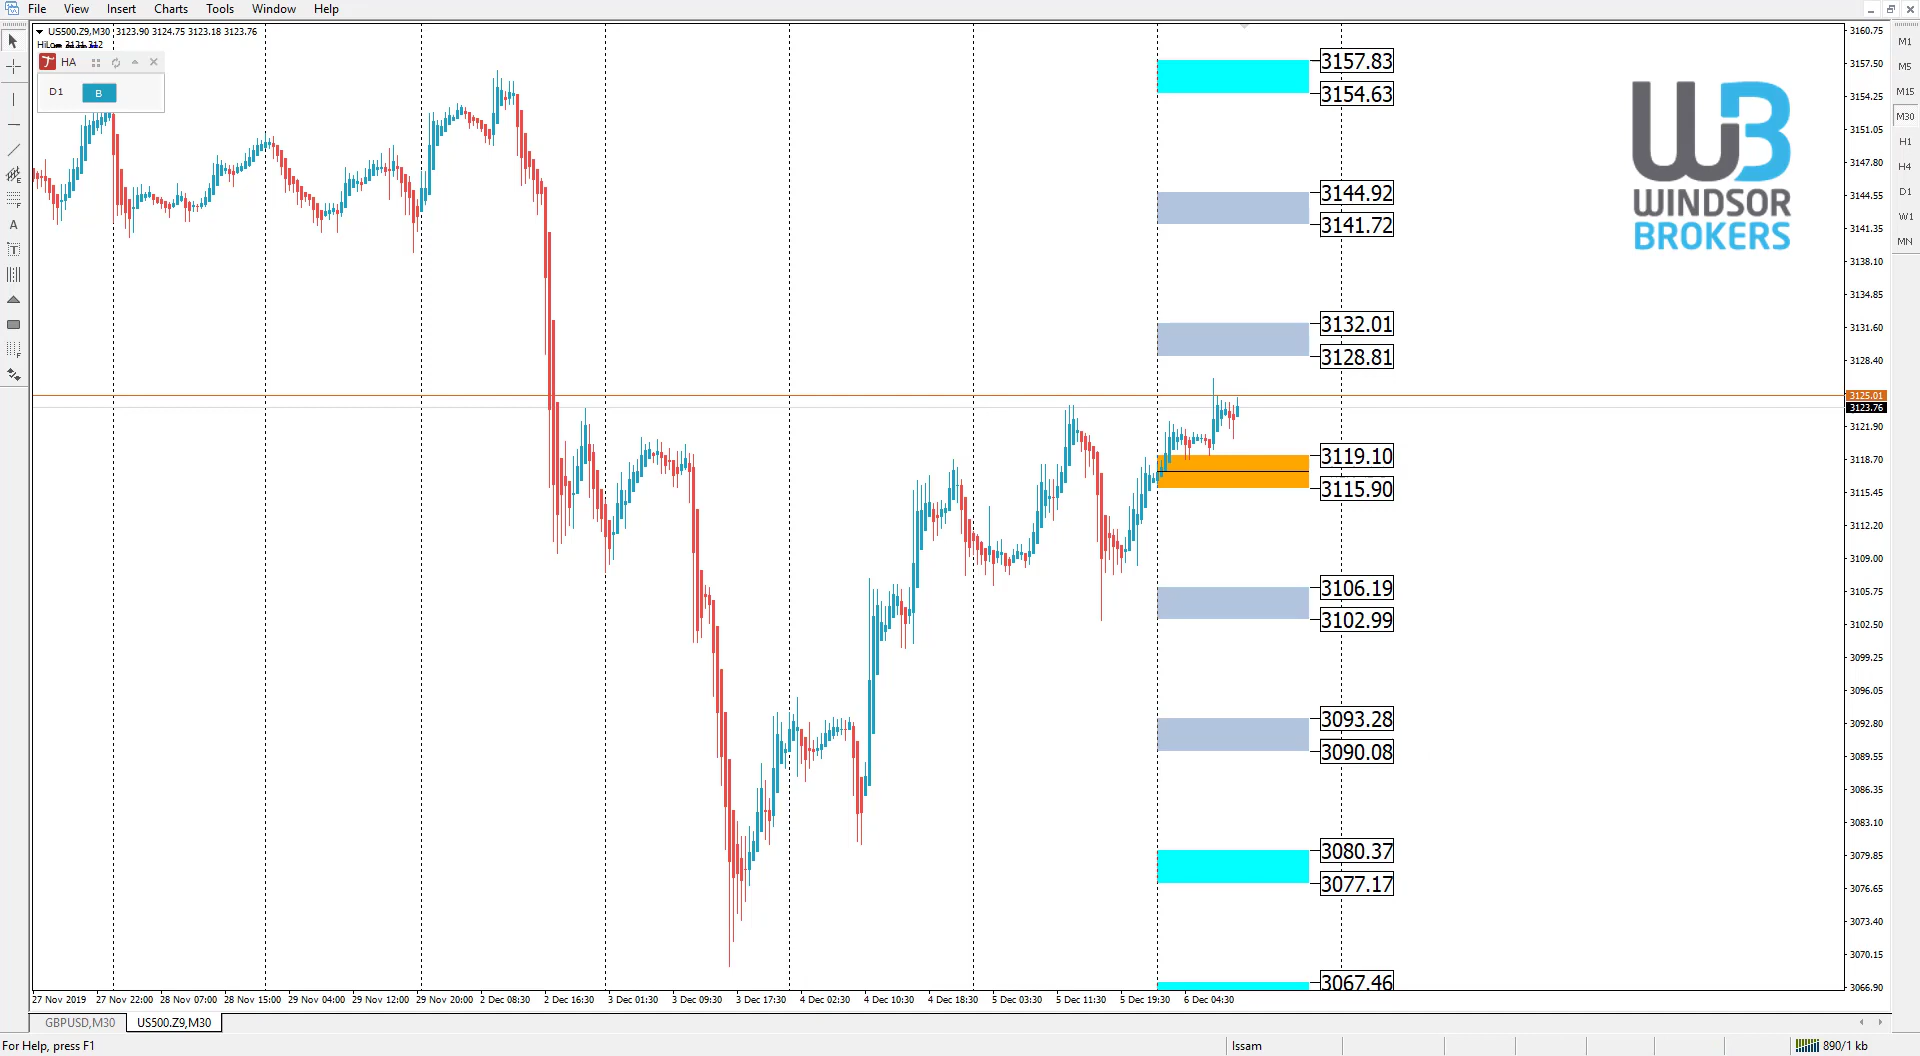 File View Insert Charts Tools Window Help
US500.Z9,M30 3123.90 3124.75 3123.18 3123.76
HA
D1 B
3157.83
3154.63
3144.92
3141.72
3132.01
3128.81
3119.10
3115.90
3106.19
3102.99
3093.28
3090.08
3080.37
3077.17
3067.46
W3
WINDSOR
BROKERS
3160.75
3157.50
3154.25
3151.05
3147.80
3144.55
3141.35
3138.10
3134.85
3131.60
3128.40
3125.01
3123.76
3121.90
3118.70
3115.45
3112.20
3109.00
3105.75
3102.50
3099.25
3096.05
3092.80
3089.55
3086.35
3083.10
3079.85
3076.65
3073.40
3070.15
3066.90
M1
M5
M15
M30
H1
H4
D1
W1
MN
27 Nov 2019 27 Nov 22:00 28 Nov 07:00 28 Nov 15:00 29 Nov 04:00 29 Nov 12:00 29 Nov 20:00 2 Dec 08:30 2 Dec 16:30 3 Dec 01:30 3 Dec 09:30 3 Dec 17:30 4 Dec 02:30 4 Dec 10:30 4 Dec 18:30 5 Dec 03:30 5 Dec 11:30 5 Dec 19:30 6 Dec 04:30
GBPUSD,M30 US500.Z9,M30
For Help, press F1 Issam 890/1 kb